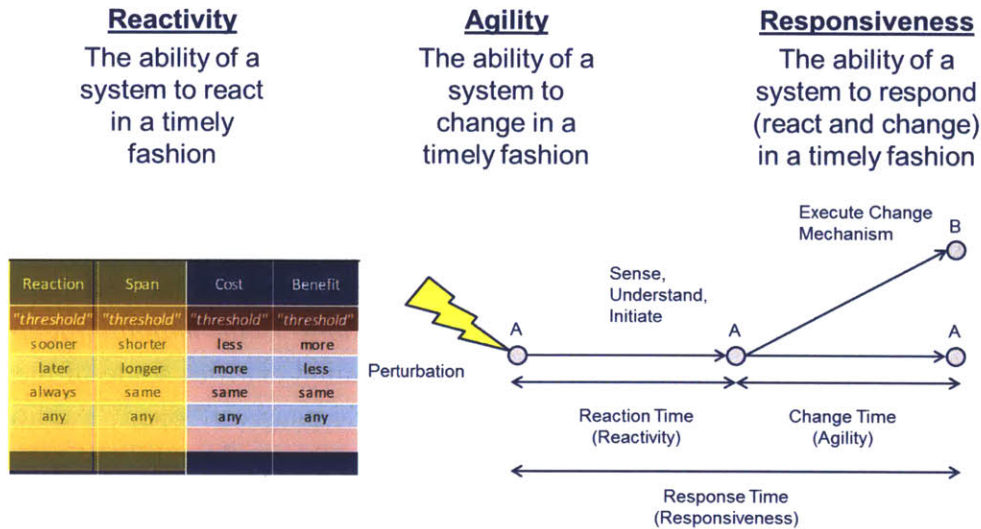 Reactivity
The ability of a
system to react
in a timely
fashion
Agility
The ability of a
system to
change in a
timely fashion
Responsiveness
The ability of a
system to respond
(react and change)
in a timely fashion
Reaction Span Cost Benefit
"threshold" "threshold" "threshold" "threshold"
sooner shorter less more
later longer more less
always same same same
any any any any
Perturbation
A
Sense,
Understand,
Initiate
A
Execute Change
Mechanism
B
A
Reaction Time
(Reactivity)
Change Time
(Agility)
Response Time
(Responsiveness)